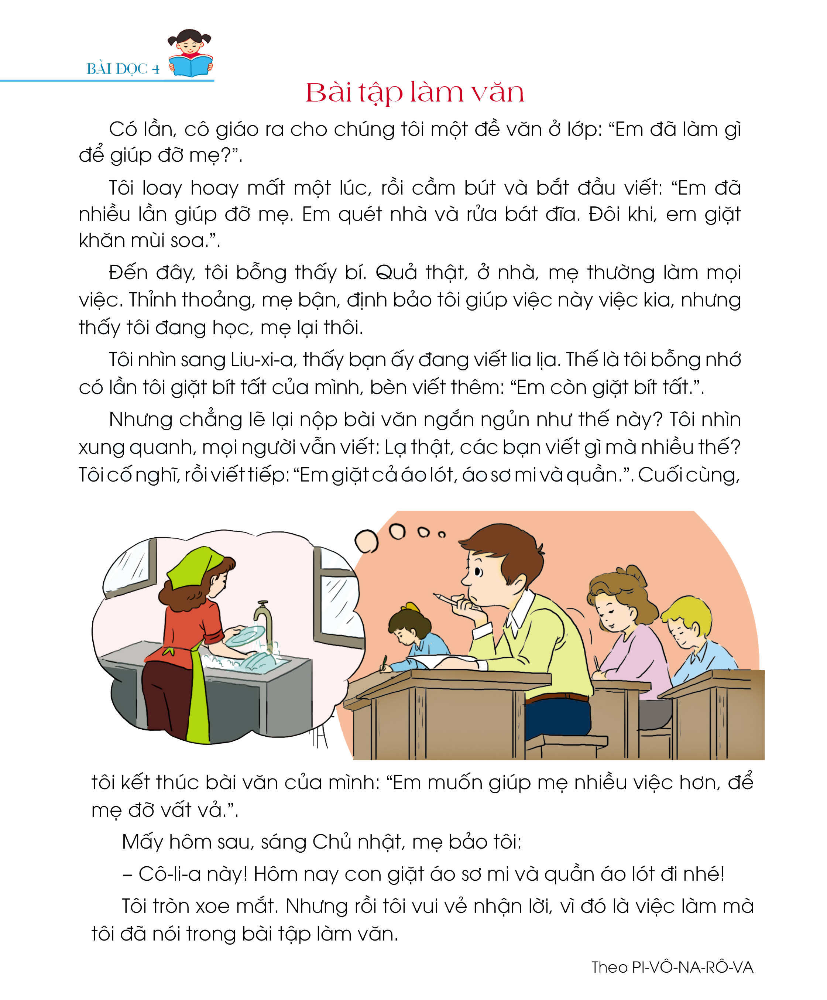 BÀI ĐỌC 4
Bài tập làm văn
Có lần, cô giáo ra cho chúng tôi một đề văn ở lớp: “Em đã làm gì
để giúp đỡ mẹ?”.
Tôi loay hoay mất một lúc, rồi cầm bút và bắt đầu viết: “Em đã
nhiều lần giúp đỡ mẹ. Em quét nhà và rửa bát đĩa. Đôi khi, em giặt
khăn mùi soa.”.
Đến đây, tôi bỗng thấy bí. Quả thật, ở nhà, mẹ thường làm mọi
việc. Thỉnh thoảng, mẹ bận, định bảo tôi giúp việc này việc kia, nhưng
thấy tôi đang học, mẹ lại thôi.
Tôi nhìn sang Liu-xi-a, thấy bạn ấy đang viết lia lịa. Thế là tôi bỗng nhớ
có lần tôi giặt bít tất của mình, bèn viết thêm: “Em còn giặt bít tất.”.
Nhưng chẳng lẽ lại nộp bài văn ngắn ngủn như thế này? Tôi nhìn
xung quanh, mọi người vẫn viết: Lạ thật, các bạn viết gì mà nhiều thế?
Tôi cố nghĩ, rồi viết tiếp: “Em giặt cả áo lót, áo sơ mi và quần.”. Cuối cùng,
tôi kết thúc bài văn của mình: “Em muốn giúp mẹ nhiều việc hơn, để
mẹ đỡ vất vả.”.
Mấy hôm sau, sáng Chủ nhật, mẹ bảo tôi:
– Cô-li-a này! Hôm nay con giặt áo sơ mi và quần áo lót đi nhé!
Tôi tròn xoe mắt. Nhưng rồi tôi vui vẻ nhận lời, vì đó là việc làm mà
tôi đã nói trong bài tập làm văn.
Theo PI-VÔ-NA-RÔ-VA